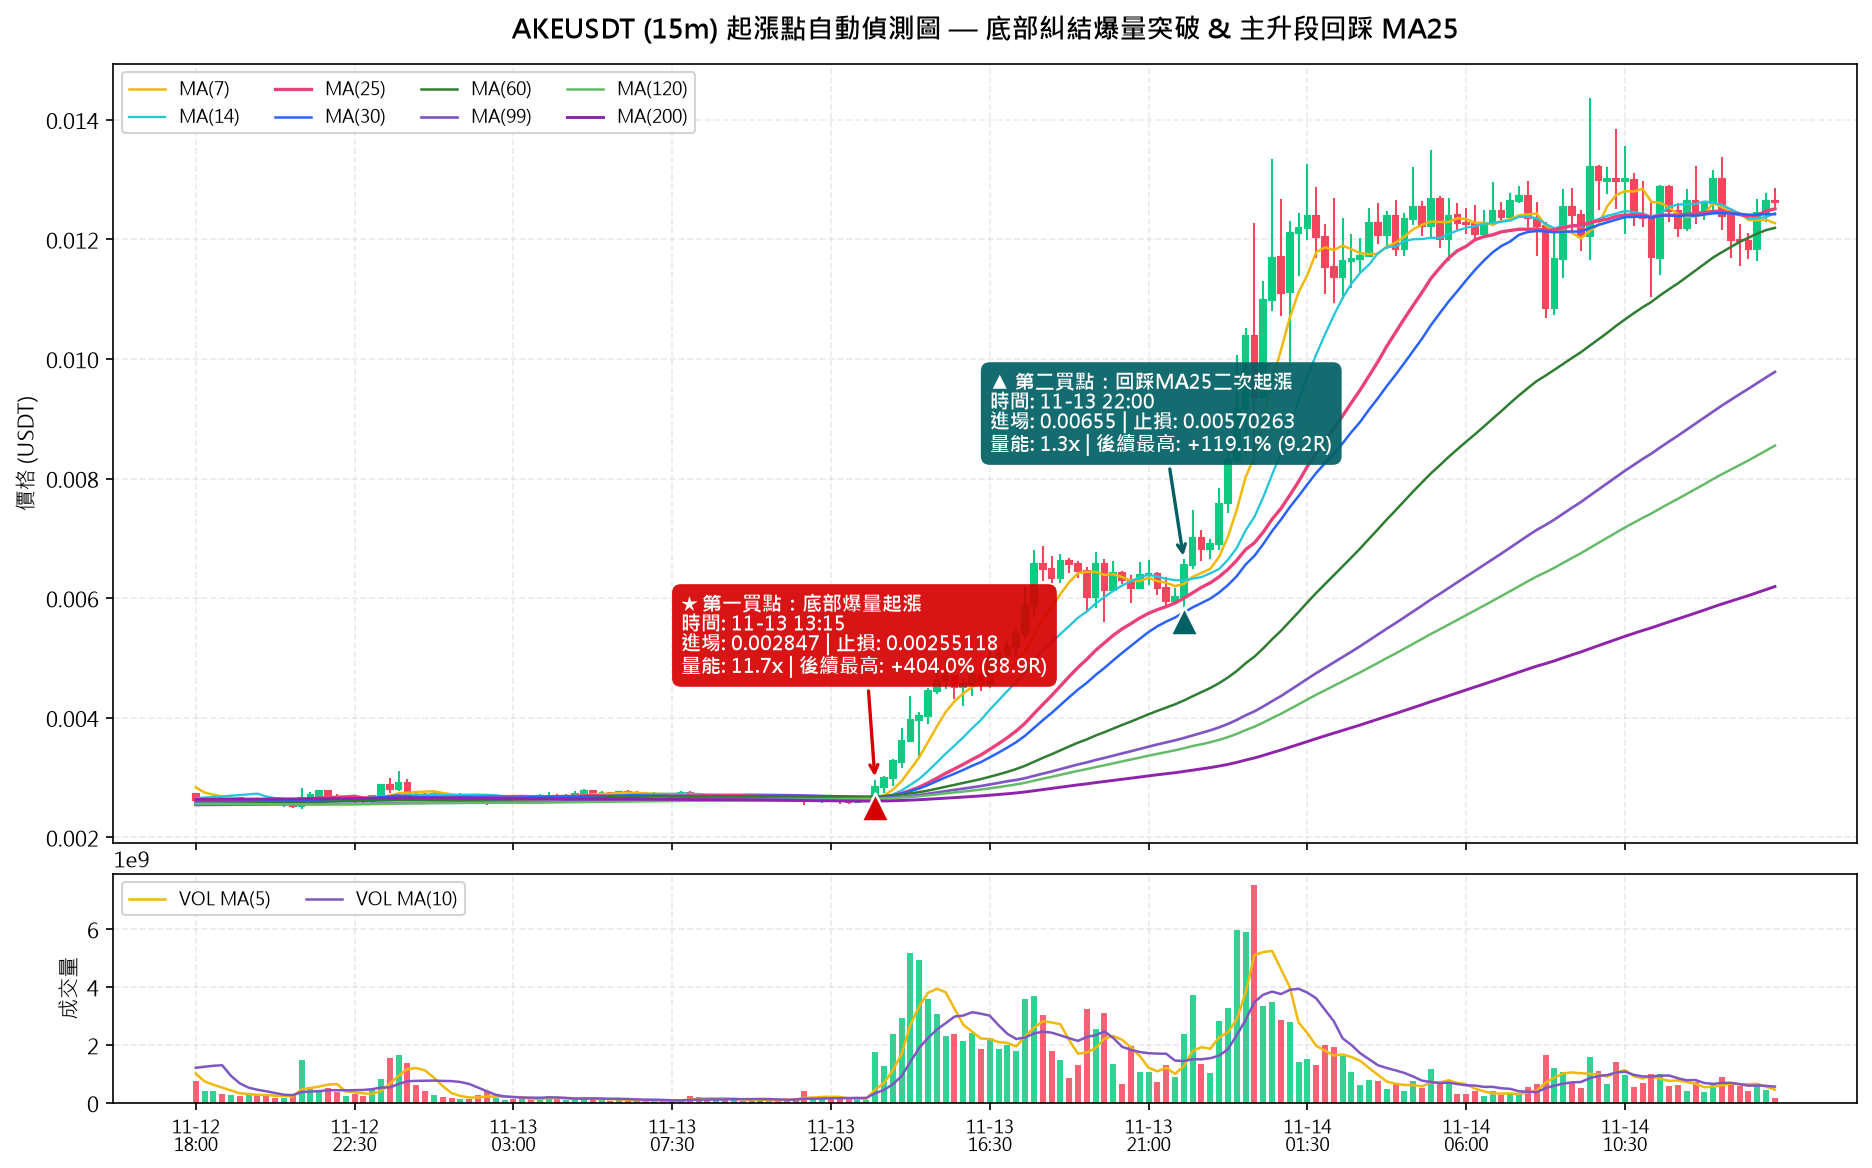 AKEUSDT (15m) 起漲點自動偵測圖 — 底部糾結爆量突破 & 主升段回踩 MA25
MA(7) MA(25) MA(60) MA(120)
MA(14) MA(30) MA(99) MA(200)
0.014
0.012
0.010
0.008
0.006
0.004
0.002
價格 (USDT)
▲ 第二買點：回踩MA25二次起漲
時間: 11-13 22:00
進場: 0.00655 | 止損: 0.00570263
量能: 1.3x | 後續最高: +119.1% (9.2R)
★ 第一買點：底部爆量起漲
時間: 11-13 13:15
進場: 0.002847 | 止損: 0.00255118
量能: 11.7x | 後續最高: +404.0% (38.9R)
1e9
VOL MA(5) VOL MA(10)
6
4
2
0
成交量
11-12 11-12 11-13 11-13 11-13 11-13 11-13 11-14 11-14 11-14
18:00 22:30 03:00 07:30 12:00 16:30 21:00 01:30 06:00 10:30